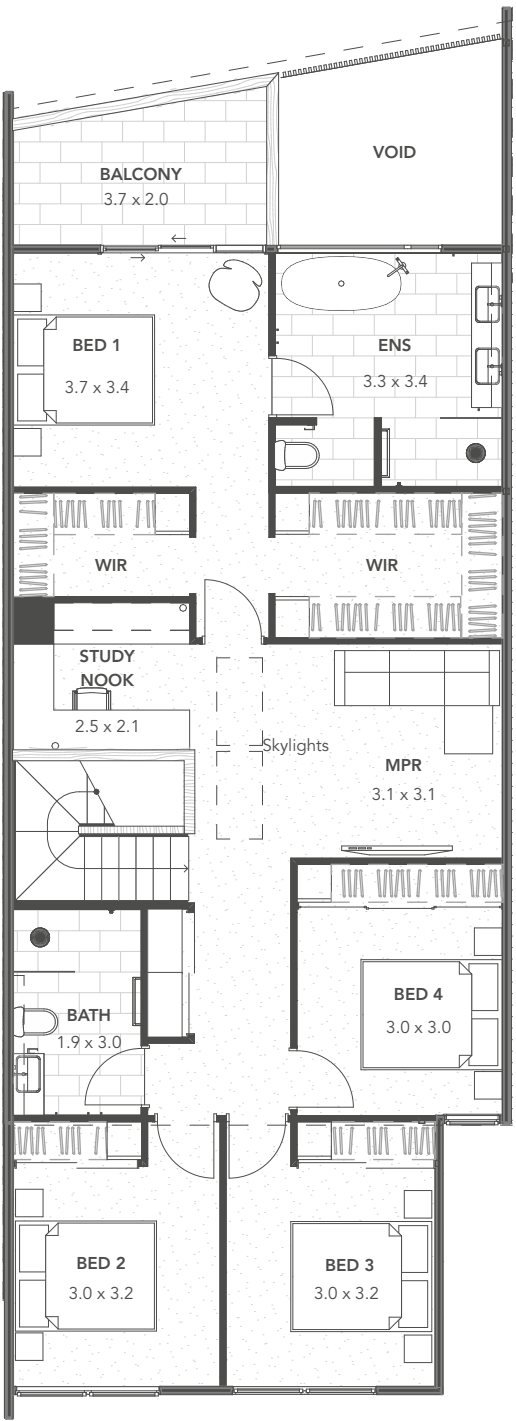 VOID
BALCONY
3.7 x 2.0
BED 1
3.7 x 3.4
ENS
3.3 x 3.4
WIR
WIR
STUDY
NOOK
2.5 x 2.1
Skylights
MPR
3.1 x 3.1
BED 4
3.0 x 3.0
BATH
1.9 x 3.0
BED 2
3.0 x 3.2
BED 3
3.0 x 3.2